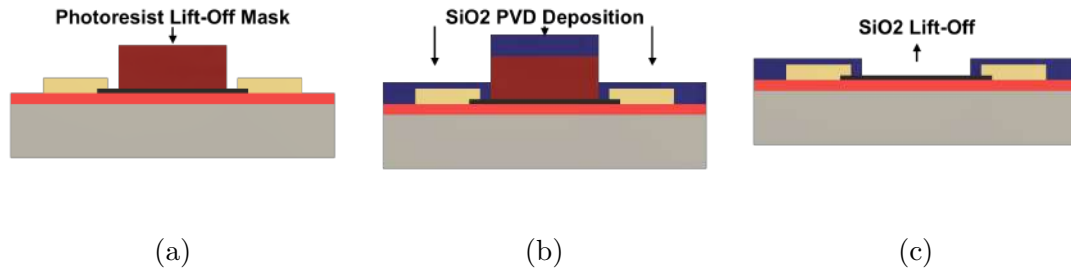 Photoresist Lift-Off Mask
SiO2 PVD Deposition
SiO2 Lift-Off
(a)
(b)
(c)